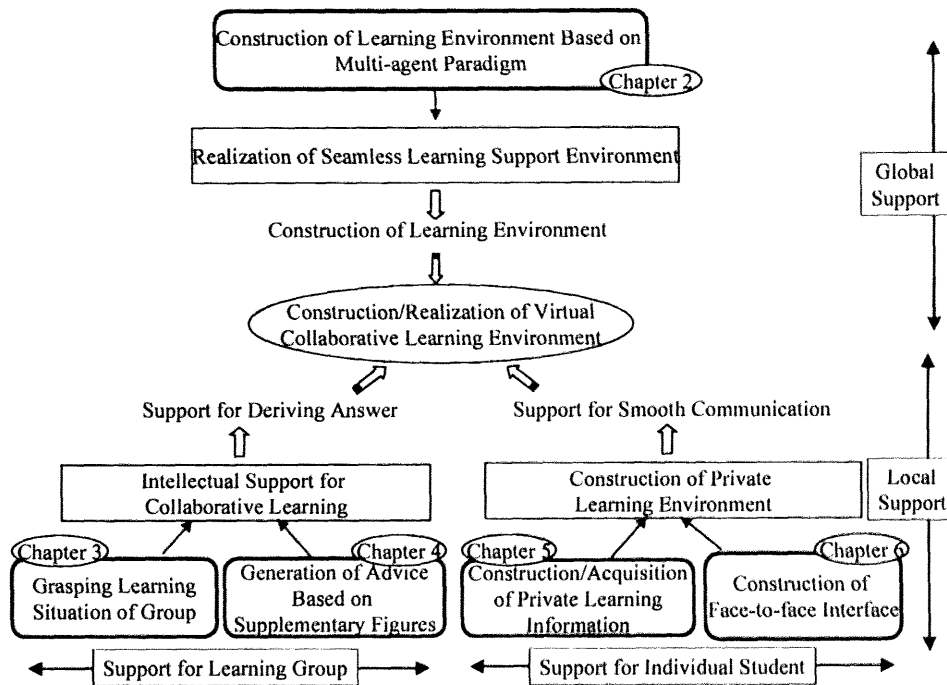 Construction of Learning Environment Based on
Multi-agent Paradigm
Chapter 2
Realization of Seamless Learning Support Environment
Global
Support
Construction of Learning Environment
Construction/Realization of Virtual
Collaborative Learning Environment
Support for Deriving Answer
Support for Smooth Communication
Intellectual Support for
Collaborative Learning
Construction of Private
Learning Environment
Local
Support
Chapter 3
Grasping Learning
Situation of Group
Chapter 4
Generation of Advice
Based on
Supplementary Figures
Chapter 5
Construction/Acquisition
of Private Learning
Information
Chapter 6
Construction of
Face-to-face Interface
Support for Learning Group
Support for Individual Student